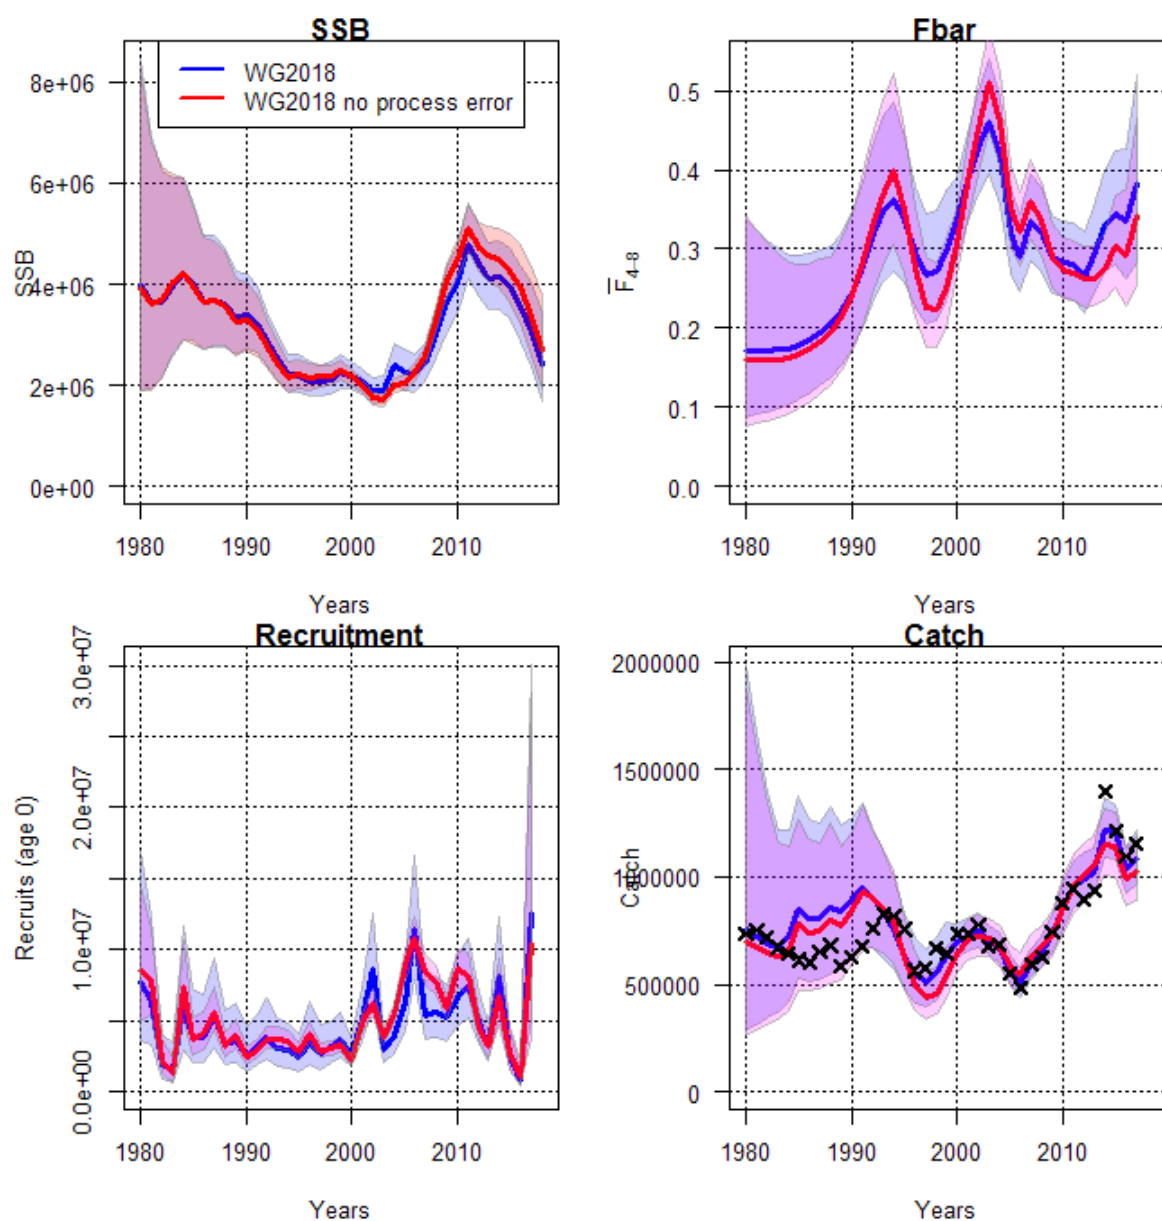 SSB
WG2018
WG2018 no process error
8e+06
6e+06
4e+06
2e+06
0e+00
SSB
1980 1990 2000 2010
Years
Fbar
0.5
0.4
0.3
0.2
0.1
0.0
F4-8
1980 1990 2000 2010
Years
Recruitment
3.0e+07
2.0e+07
1.0e+07
0.0e+00
Recruits (age 0)
1980 1990 2000 2010
Years
Catch
2000000
1500000
1000000
500000
0
Catch
1980 1990 2000 2010
Years